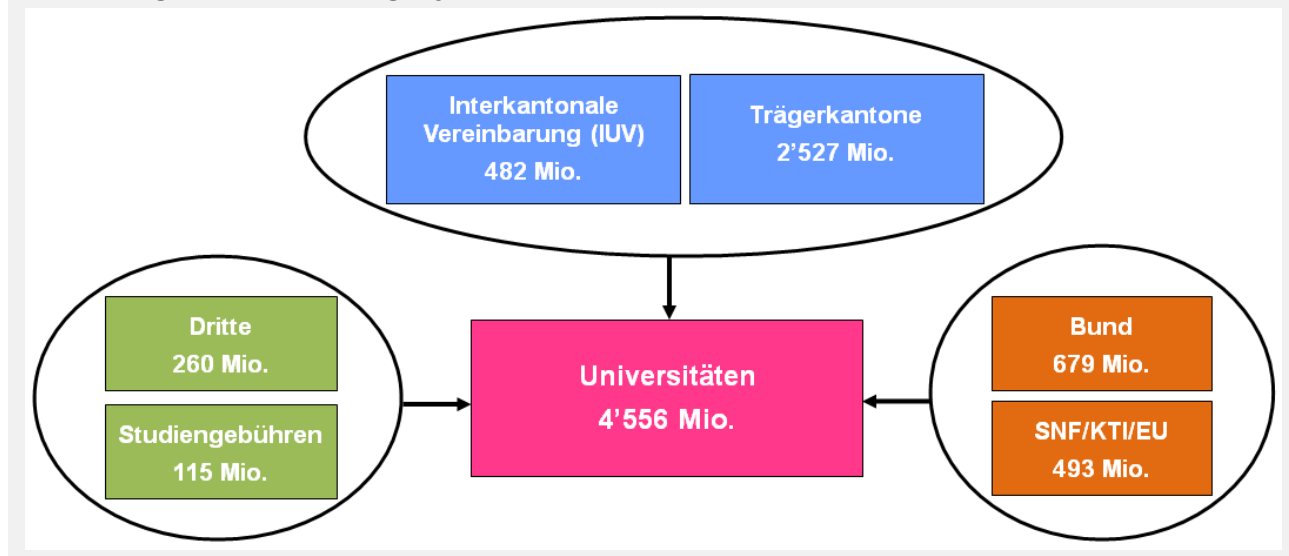 Interkantonale
Vereinbarung (IUV)
482 Mio.
Trägerkantone
2'527 Mio.
Dritte
260 Mio.
Studiengebühren
115 Mio.
Universitäten
4'556 Mio.
Bund
679 Mio.
SNF/KTI/EU
493 Mio.